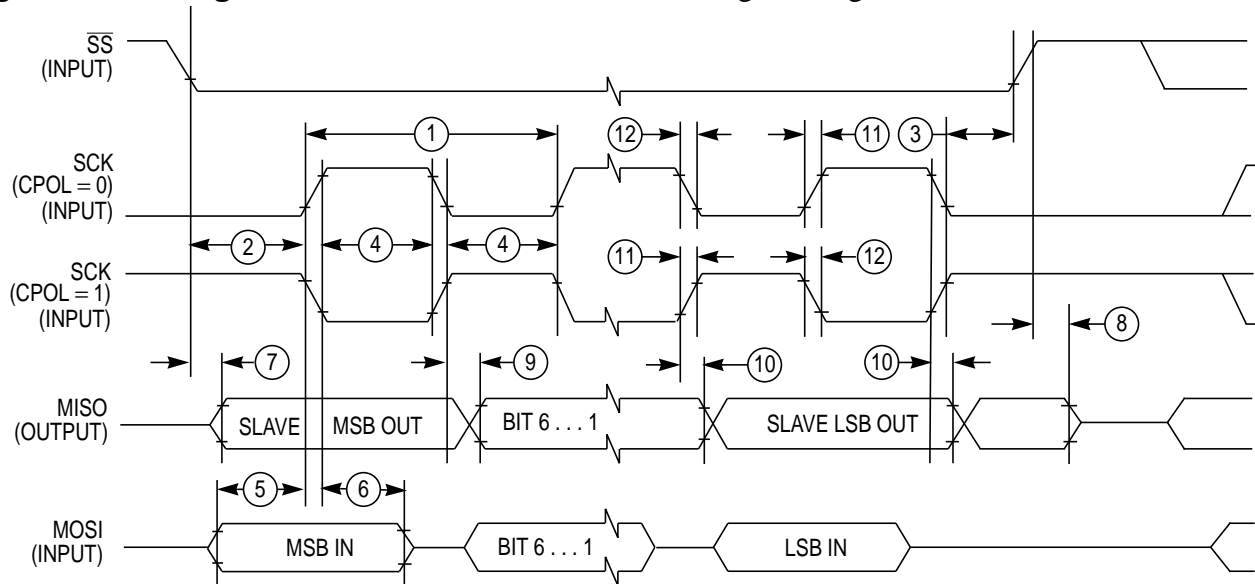 SS
(INPUT)
1
12
11
3
SCK
(CPOL = 0)
(INPUT)
2
4
4
11
12
SCK
(CPOL = 1)
(INPUT)
7
9
10
10
8
MISO
(OUTPUT)
SLAVE
MSB OUT
BIT 6 . . . 1
SLAVE LSB OUT
5
6
MOSI
(INPUT)
MSB IN
BIT 6 . . . 1
LSB IN